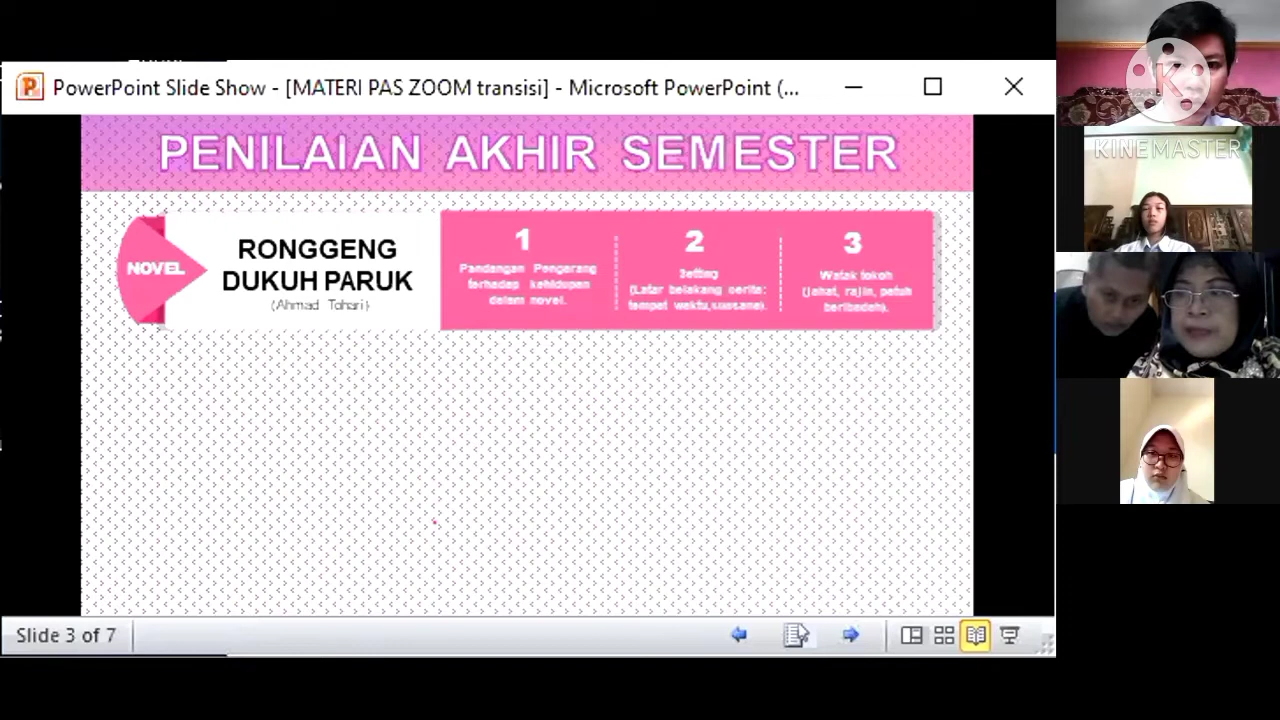 PowerPoint Slide Show - [MATERI PAS ZOOM transisi] - Microsoft PowerPoint (...
PENILAIAN AKHIR SEMESTER
NOVEL
RONGGENG
DUKUH PARUK
(Ahmad Tohari)
1
Pandangan Pengarang
terhadap kehidupan
dalam novel.
2
Setting
(Latar belakang cerita:
tempat waktu,suasana).
3
Watak tokoh
(jahat, rajin, patuh
beribadah).
Slide 3 of 7
K
KINEMASTER